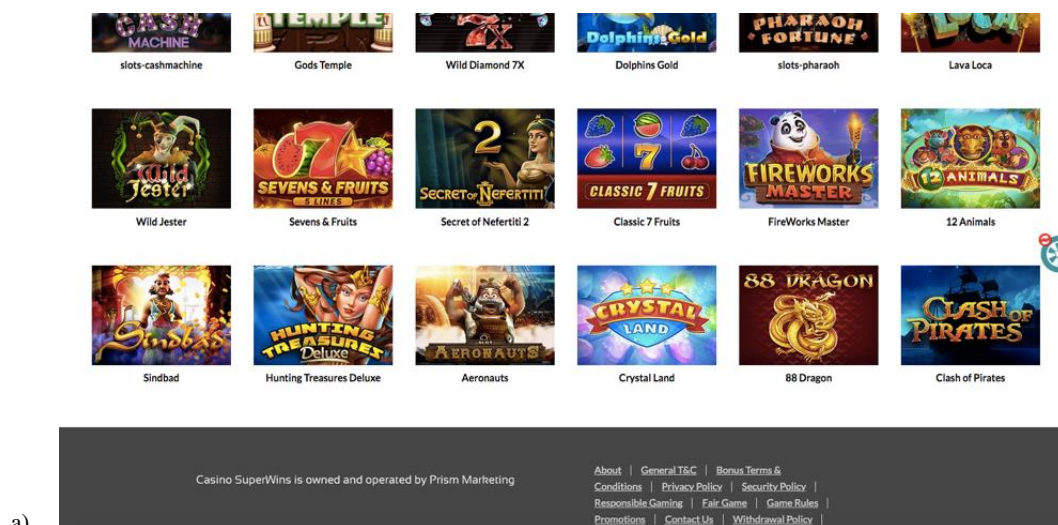 CASH
MACHINE
TEMPLE
7X
Dolphins Gold
PHARAOH
FORTUNE
LOCA
slots-cashmachine
Gods Temple
Wild Diamond 7X
Dolphins Gold
slots-pharaoh
Lava Loca
Wild
Jester
7
SEVENS & FRUITS
5 LINES
2
SECRET OF NEFERTITI
7
CLASSIC 7 FRUITS
FIREWORKS
MASTER
12 ANIMALS
Wild Jester
Sevens & Fruits
Secret of Nefertiti 2
Classic 7 Fruits
FireWorks Master
12 Animals
Sindbad
HUNTING
TREASURES
Deluxe
AERONAUTS
CRYSTAL
LAND
88 DRAGON
CLASH OF
PIRATES
Sindbad
Hunting Treasures Deluxe
Aeronauts
Crystal Land
88 Dragon
Clash of Pirates
Casino SuperWins is owned and operated by Prism Marketing
About | General T&C | Bonus Terms &
Conditions | Privacy Policy | Security Policy |
Responsible Gaming | Fair Game | Game Rules |
Promotions | Contact Us | Withdrawal Policy |
a)